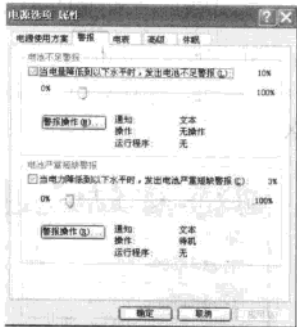 电源选项 属性
电源使用方案 警报 电表 高级 休眠
电池不足警报
当电量降低到以下水平时，发出电池不足警报(L) 10%
0% 100%
警报操作(R)... 通知: 文本
操作 无操作
运行程序: 无
电池严重短缺警报
当电力降低到以下水平时，发出电池严重短缺警报(C): 3%
0% 100%
警报操作(R)... 通知: 文本
操作: 待机
运行程序: 无
确定 取消